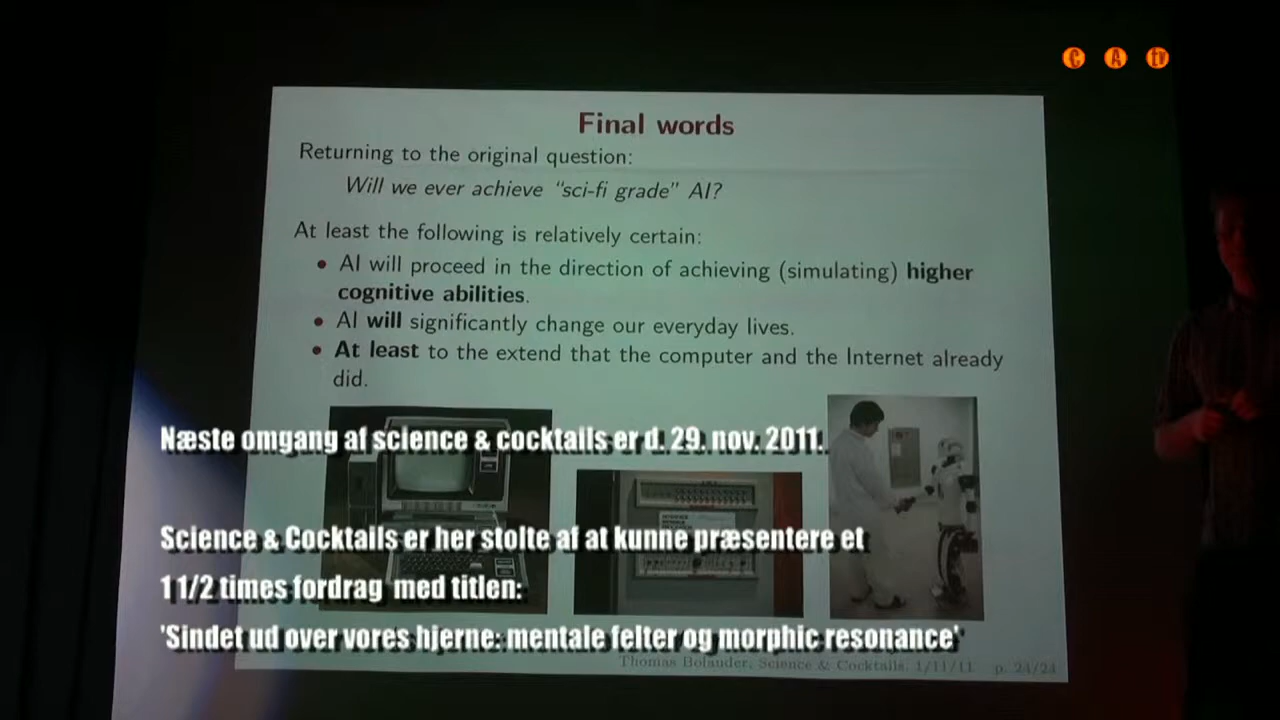 C A tv
Final words
Returning to the original question:
Will we ever achieve “sci-fi grade” AI?
At least the following is relatively certain:
• AI will proceed in the direction of achieving (simulating) higher
cognitive abilities.
• AI will significantly change our everyday lives.
• At least to the extend that the computer and the Internet already
did.
Næste omgang af science & cocktails er d. 29. nov. 2011.
Science & Cocktails er her stolte af at kunne præsentere et
1 1/2 times fordrag med titlen:
'Sindet ud over vores hjerne: mentale felter og morphic resonance'
Thomas Bolander, Science & Cocktails, 1/11/11 p. 24/24